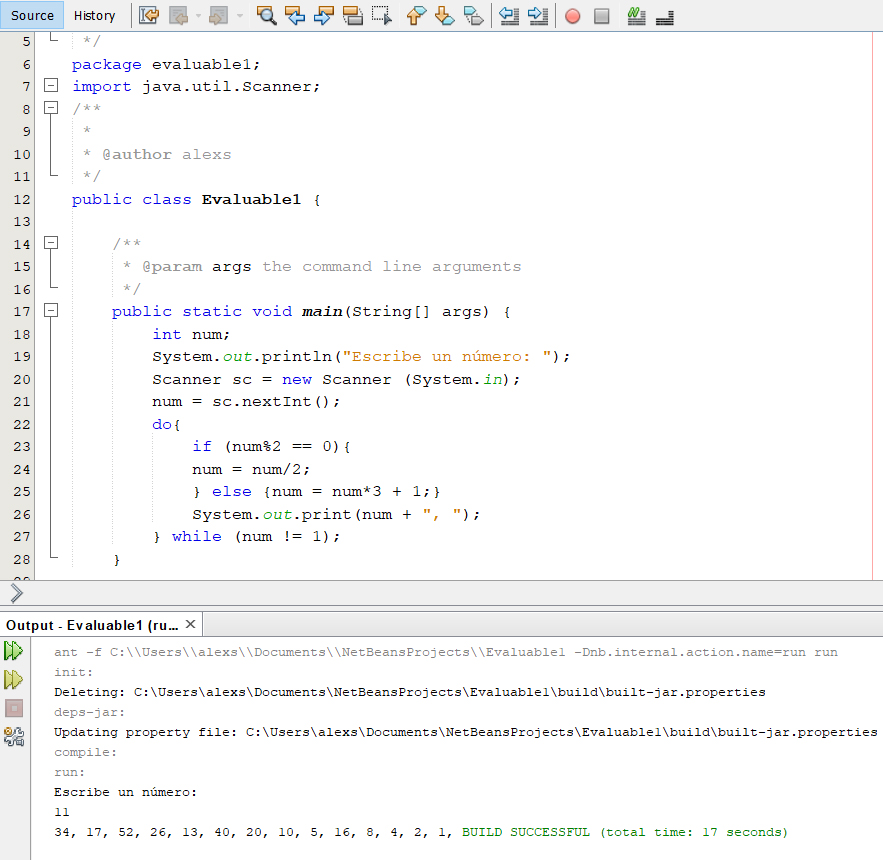 Source History
5 */
6 package evaluable1;
7 import java.util.Scanner;
8 /**
9 *
10 * @author alexs
11 */
12 public class Evaluable1 {
13
14 /**
15 * @param args the command line arguments
16 */
17 public static void main(String[] args) {
18 int num;
19 System.out.println("Escribe un número: ");
20 Scanner sc = new Scanner (System.in);
21 num = sc.nextInt();
22 do{
23 if (num%2 == 0){
24 num = num/2;
25 } else {num = num*3 + 1;}
26 System.out.print(num + ", ");
27 } while (num != 1);
28 }
Output - Evaluable1 (ru...
ant -f C:\\Users\\alexs\\Documents\\NetBeansProjects\\Evaluable1 -Dnb.internal.action.name=run run
init:
Deleting: C:\Users\alexs\Documents\NetBeansProjects\Evaluable1\build\built-jar.properties
deps-jar:
Updating property file: C:\Users\alexs\Documents\NetBeansProjects\Evaluable1\build\built-jar.properties
compile:
run:
Escribe un número:
11
34, 17, 52, 26, 13, 40, 20, 10, 5, 16, 8, 4, 2, 1, BUILD SUCCESSFUL (total time: 17 seconds)